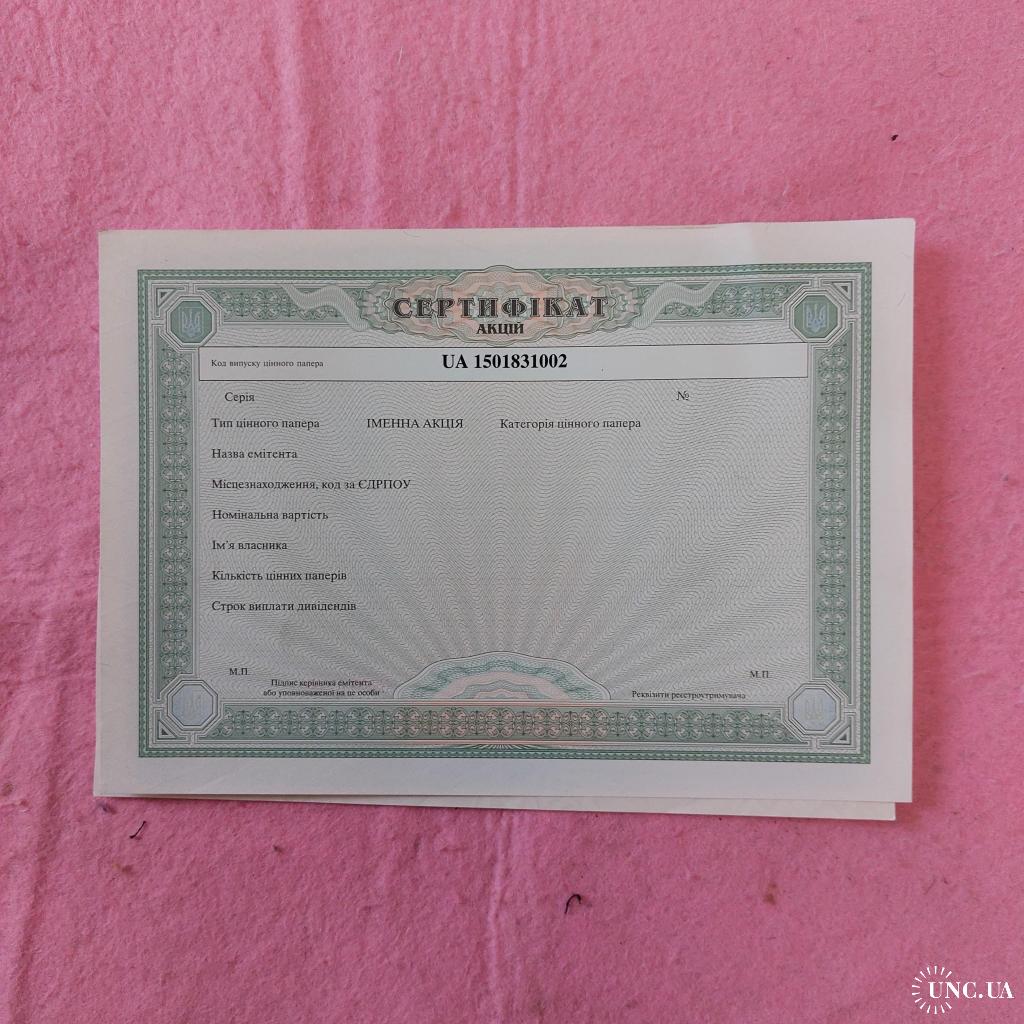 СЕРТИФІКАТ
АКЦІЙ
Код випуску цінного папера UA 1501831002
Серія №
Тип цінного папера ІМЕННА АКЦІЯ Категорія цінного папера
Назва емітента
Місцезнаходження, код за ЄДРПОУ
Номінальна вартість
Ім'я власника
Кількість цінних паперів
Строк виплати дивідендів
М.П. М.П.
Підпис керівника емітента
або уповноваженої на це особи Реквізити реєстроутримувача
UNC.UA